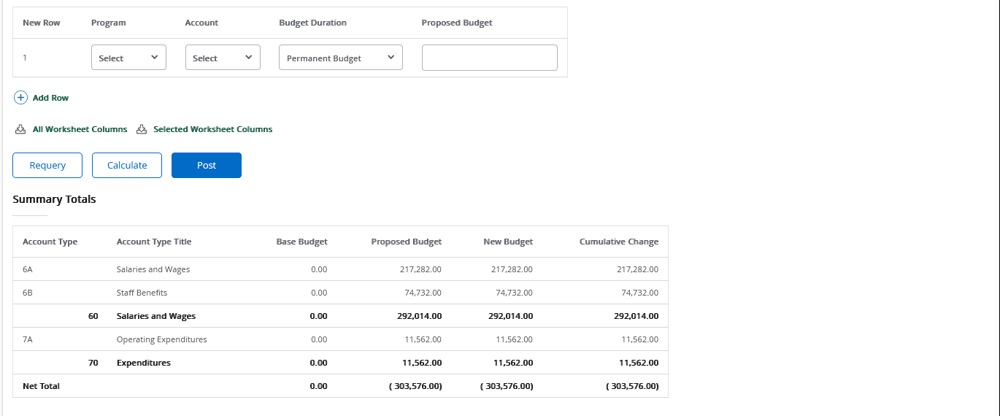 New Row Program Account Budget Duration Proposed Budget
1 Select Select Permanent Budget
Add Row
All Worksheet Columns Selected Worksheet Columns
Requery Calculate Post
Summary Totals
Account Type Account Type Title Base Budget Proposed Budget New Budget Cumulative Change
6A Salaries and Wages 0.00 217,282.00 217,282.00 217,282.00
6B Staff Benefits 0.00 74,732.00 74,732.00 74,732.00
60 Salaries and Wages 0.00 292,014.00 292,014.00 292,014.00
7A Operating Expenditures 0.00 11,562.00 11,562.00 11,562.00
70 Expenditures 0.00 11,562.00 11,562.00 11,562.00
Net Total 0.00 ( 303,576.00) ( 303,576.00) ( 303,576.00)